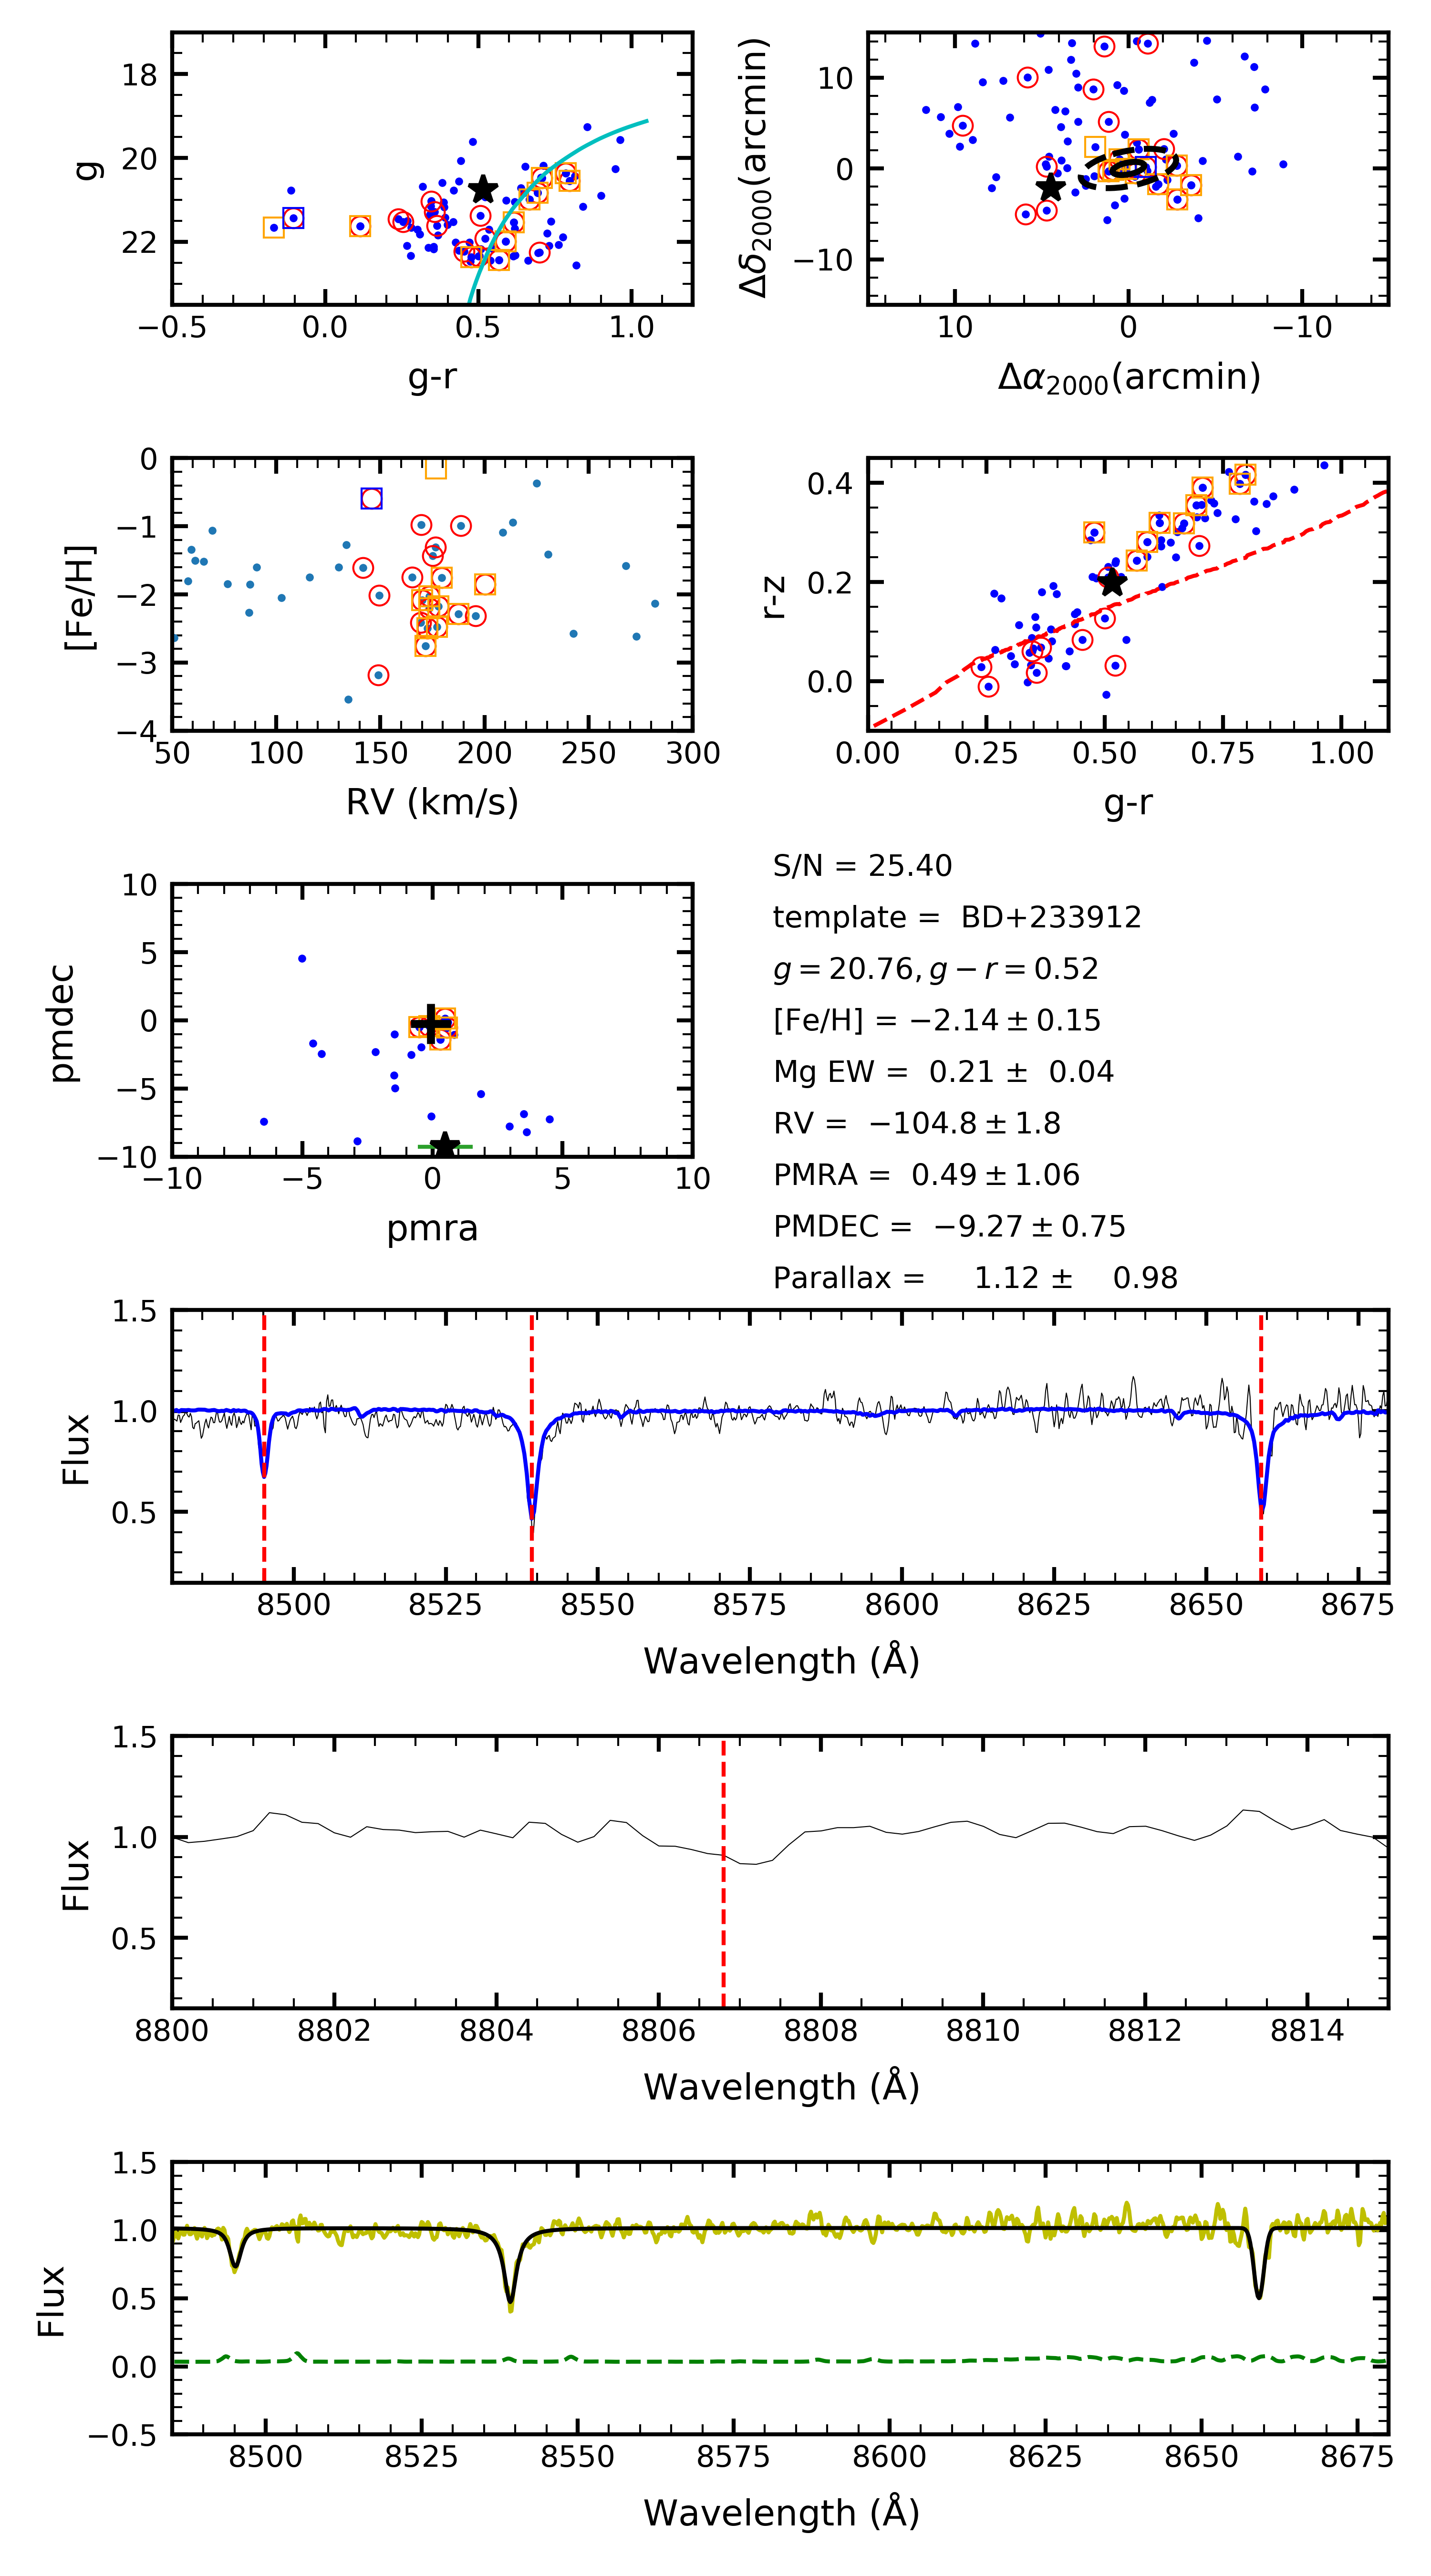 18
20
22
g
−0.5 0.0 0.5 1.0
g-r
10
0
−10
Δδ2000(arcmin)
10 0 −10
Δα2000(arcmin)
0
−1
−2
−3
−4
[Fe/H]
50 100 150 200 250 300
RV (km/s)
0.4
0.2
0.0
r-z
0.00 0.25 0.50 0.75 1.00
g-r
10
5
0
−5
−10
pmdec
−10 −5 0 5 10
pmra
S/N = 25.40
template = BD+233912
g = 20.76, g − r = 0.52
[Fe/H] = −2.14 ± 0.15
Mg EW = 0.21 ± 0.04
RV = −104.8 ± 1.8
PMRA = 0.49 ± 1.06
PMDEC = −9.27 ± 0.75
Parallax = 1.12 ± 0.98
1.5
1.0
0.5
Flux
8500 8525 8550 8575 8600 8625 8650 8675
Wavelength (Å)
1.5
1.0
0.5
Flux
8800 8802 8804 8806 8808 8810 8812 8814
Wavelength (Å)
1.5
1.0
0.5
0.0
−0.5
Flux
8500 8525 8550 8575 8600 8625 8650 8675
Wavelength (Å)